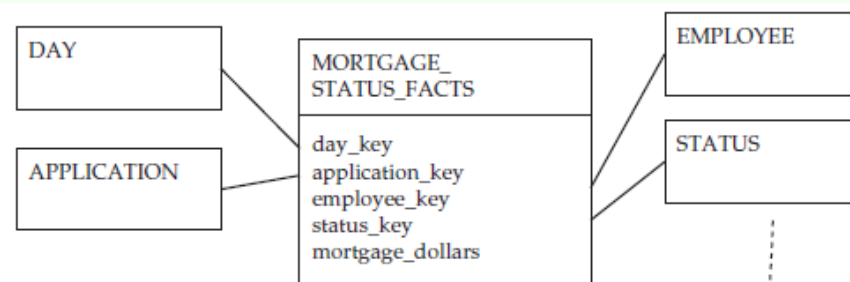 DAY
APPLICATION
MORTGAGE_
STATUS_FACTS
day_key
application_key
employee_key
status_key
mortgage_dollars
EMPLOYEE
STATUS